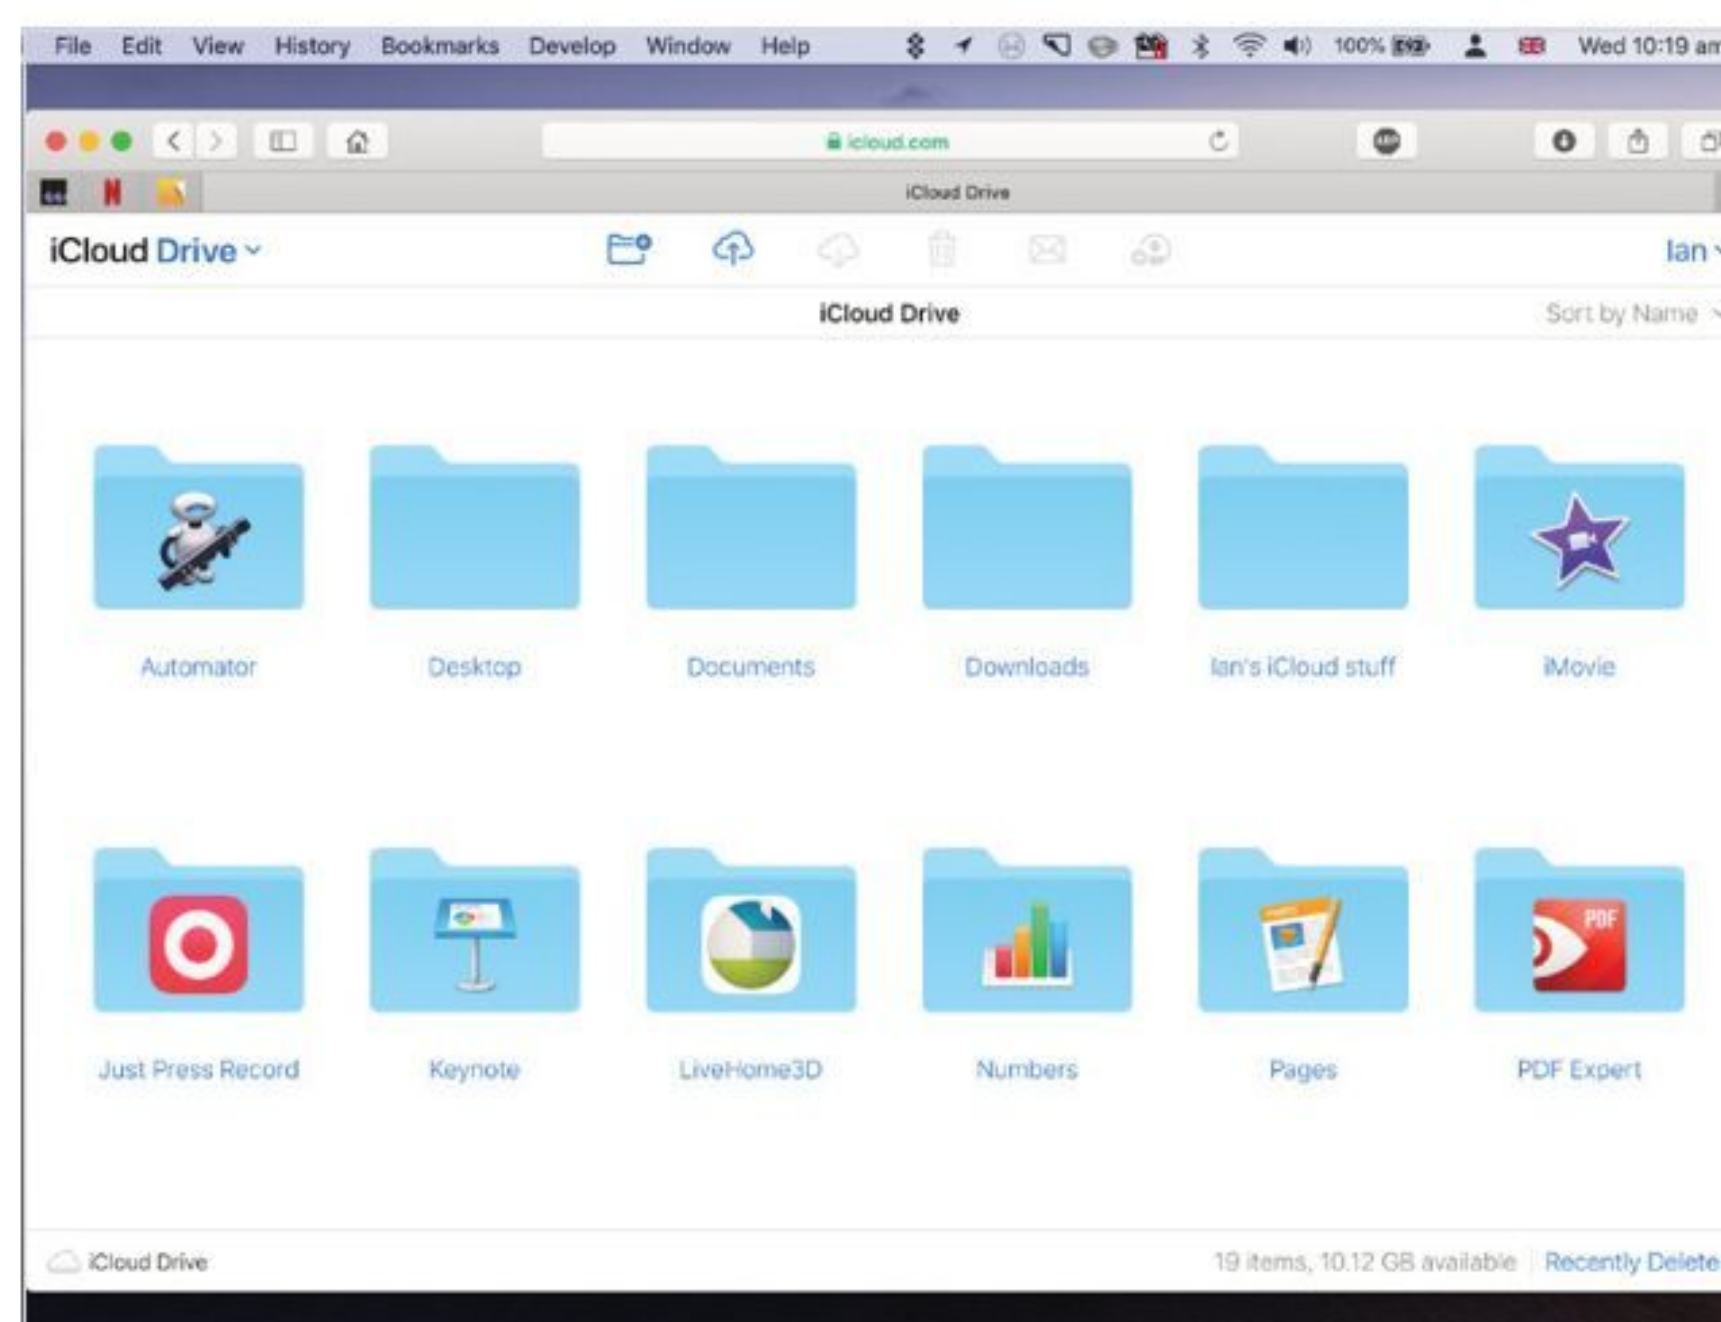 File Edit View History Bookmarks Develop Window Help 100% Wed 10:19 am
icloud.com
iCloud Drive
iCloud Drive Ian
iCloud Drive Sort by Name
Automator Desktop Documents Downloads Ian's iCloud stuff iMovie
PDF
Just Press Record Keynote LiveHome3D Numbers Pages PDF Expert
iCloud Drive 19 items, 10.12 GB available Recently Delete